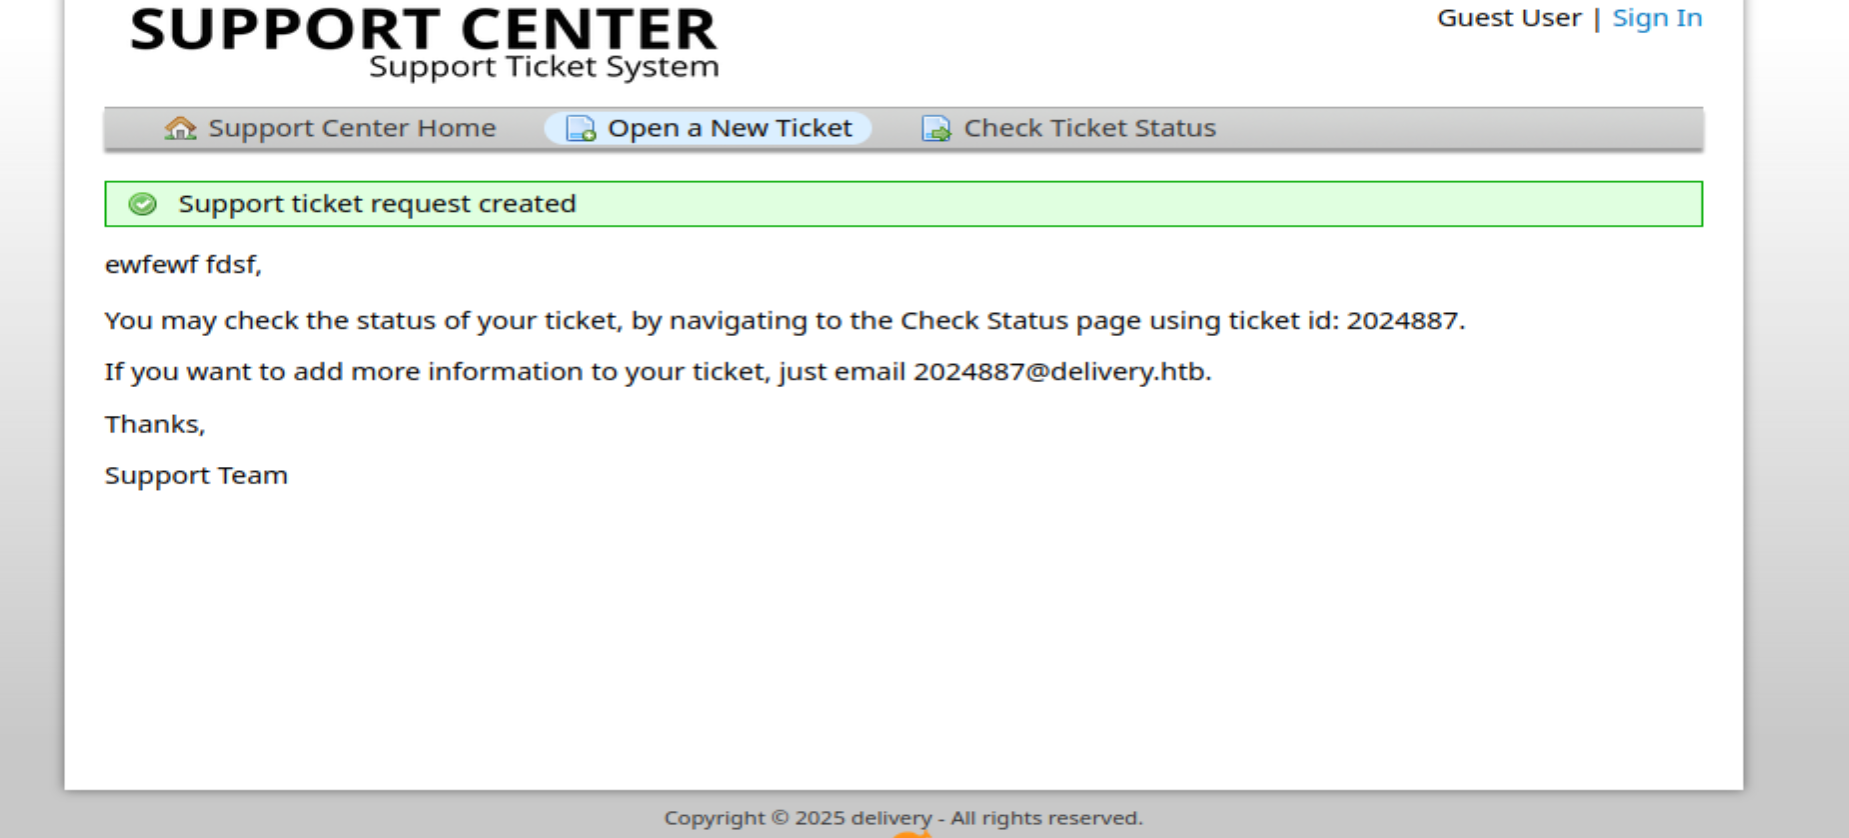 SUPPORT CENTER
Support Ticket System
Guest User | Sign In
Support Center Home
Open a New Ticket
Check Ticket Status
Support ticket request created
ewfewf fdsf,
You may check the status of your ticket, by navigating to the Check Status page using ticket id: 2024887.
If you want to add more information to your ticket, just email 2024887@delivery.htb.
Thanks,
Support Team
Copyright © 2025 delivery - All rights reserved.